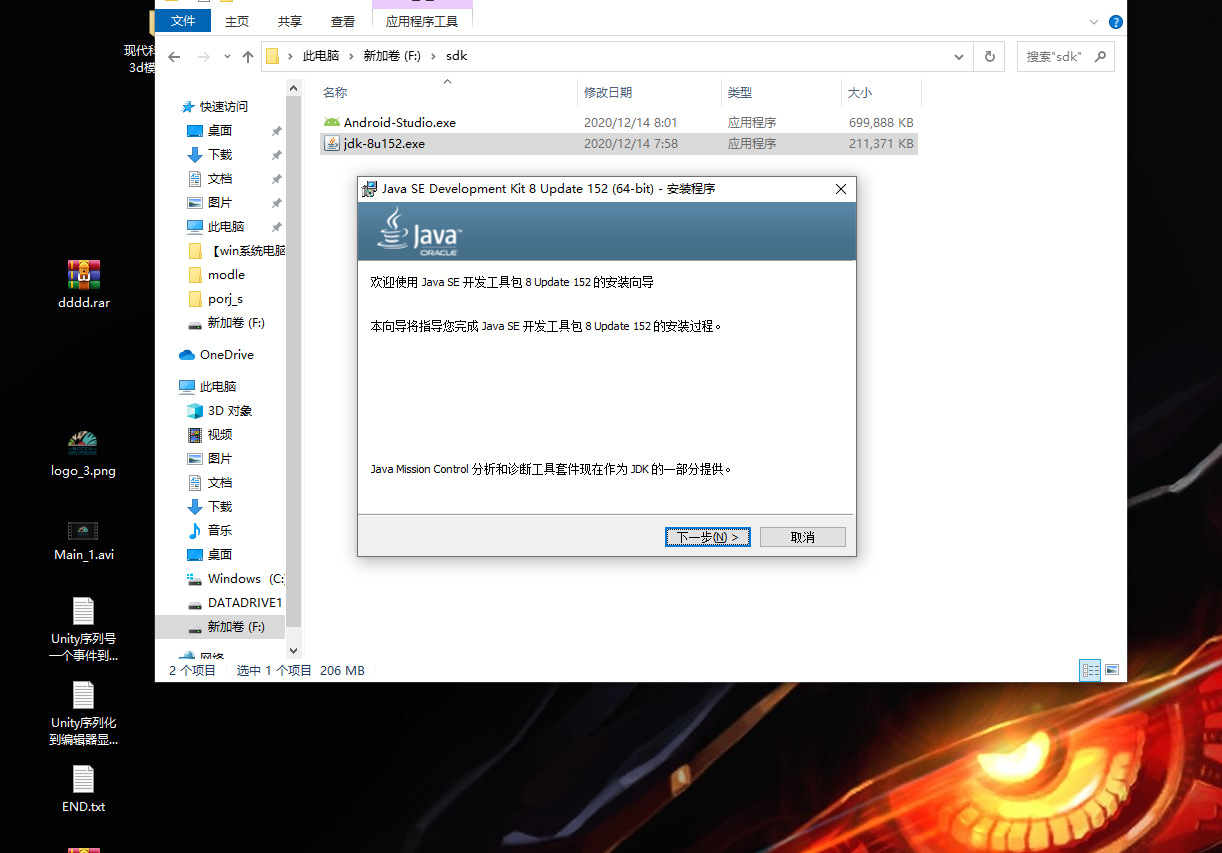 现代科
3d模
dddd.rar
logo_3.png
Main_1.avi
Unity序列号
一个事件到...
Unity序列化
到编辑器显...
END.txt
文件
主页
共享
查看
应用程序工具
此电脑 › 新加卷 (F:) › sdk
搜索"sdk"
名称
修改日期
类型
大小
Android-Studio.exe 2020/12/14 8:01 应用程序 699,888 KB
jdk-8u152.exe 2020/12/14 7:58 应用程序 211,371 KB
快速访问
桌面
下载
文档
图片
此电脑
【win系统电脑
modle
porj_s
新加卷 (F:)
OneDrive
此电脑
3D 对象
视频
图片
文档
下载
音乐
桌面
Windows (C:)
DATADRIVE1
新加卷 (F:)
网络
2 个项目
选中 1 个项目 206 MB
Java SE Development Kit 8 Update 152 (64-bit) - 安装程序
Java™
ORACLE
欢迎使用 Java SE 开发工具包 8 Update 152 的安装向导
本向导将指导您完成 Java SE 开发工具包 8 Update 152 的安装过程。
Java Mission Control 分析和诊断工具套件现在作为 JDK 的一部分提供。
下一步(N) >
取消